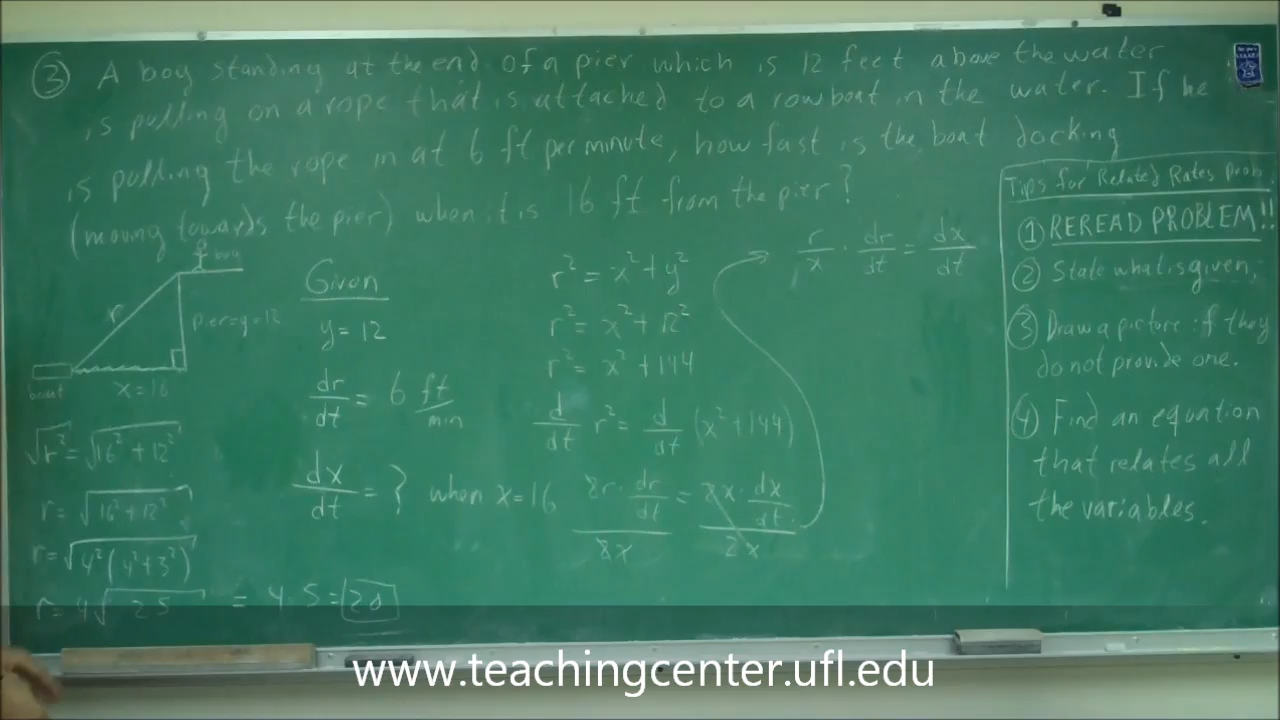 ③ A boy standing at the end of a pier which is 12 feet above the water
is pulling on a rope that is attached to a rowboat in the water. If he
is pulling the rope in at 6 ft per minute, how fast is the boat docking
(moving towards the pier) when it is 16 ft from the pier?
boy
r
pier=y=12
boat
x=16
√r² = √16²+12²
r = √16²+12²
r = √4²(4²+3²)
r = 4√25 = 4·5 = 20
Given
y = 12
dr/dt = 6 ft/min
dx/dt = ? when x=16
r² = x²+y²
r² = x²+12²
r² = x²+144
d/dt r² = d/dt (x²+144)
2r·dr/dt = 2x·dx/dt
2x 2x
r/x · dr/dt = dx/dt
Tips for Related Rates Prob.
① REREAD PROBLEM!!
② State what is given.
③ Draw a picture if they
do not provide one.
④ Find an equation
that relates all
the variables.
www.teachingcenter.ufl.edu